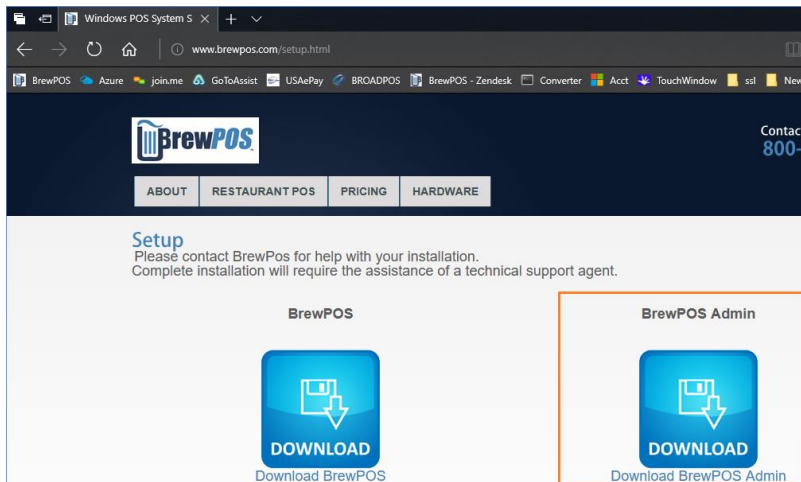 Windows POS System S
www.brewpos.com/setup.html
BrewPOS Azure join.me GoToAssist USAePay BROADPOS BrewPOS - Zendesk Converter Acct TouchWindow ssl New
BrewPOS
Contac
800-
ABOUT RESTAURANT POS PRICING HARDWARE
Setup
Please contact BrewPos for help with your installation.
Complete installation will require the assistance of a technical support agent.
BrewPOS BrewPOS Admin
DOWNLOAD DOWNLOAD
Download BrewPOS Download BrewPOS Admin